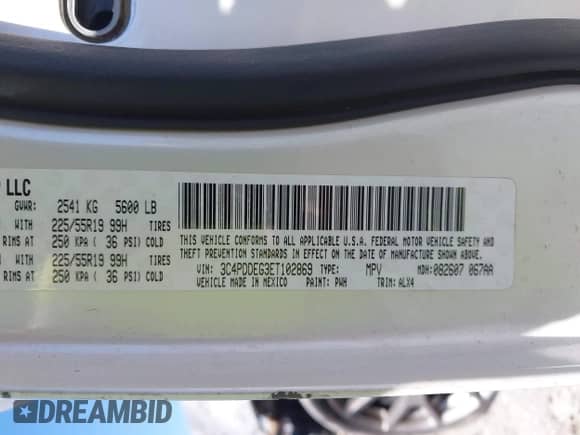 LLC
GVWR: 2541 KG 5600 LB
WITH 225/55R19 99H TIRES
RIMS AT 250 KPA ( 36 PSI) COLD
WITH 225/55R19 99H TIRES
RIMS AT 250 KPA ( 36 PSI) COLD
THIS VEHICLE CONFORMS TO ALL APPLICABLE U.S.A. FEDERAL MOTOR VEHICLE SAFETY AND
THEFT PREVENTION STANDARDS IN EFFECT ON THE DATE OF MANUFACTURE SHOWN ABOVE.
VIN: 3C4PDDEG3ET102869 TYPE: MPV MDH: 082607 067AA
VEHICLE MADE IN MEXICO PAINT: PWH TRIM: ALX4
DREAMBID